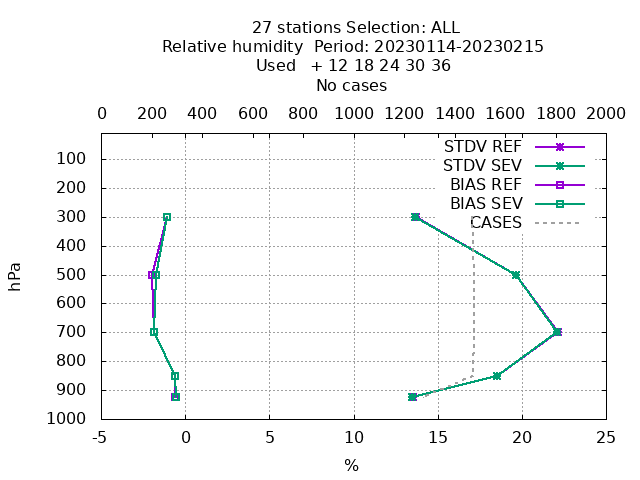 27 stations Selection: ALL
Relative humidity  Period: 20230114-20230215
Used   + 12 18 24 30 36
No cases
0 200 400 600 800 1000 1200 1400 1600 1800 2000
STDV REF
STDV SEV
BIAS REF
BIAS SEV
CASES
hPa
100
200
300
400
500
600
700
800
900
1000
-5 0 5 10 15 20 25
%